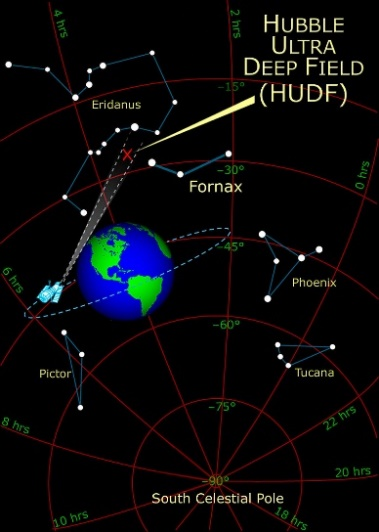 4 hrs
2 hrs
HUBBLE
ULTRA
DEEP FIELD
(HUDF)
-15°
Eridanus
X
-30°
Fornax
0 hrs
-45°
6 hrs
Phoenix
-60°
Pictor
Tucana
-75°
8 hrs
22 hrs
-90°
20 hrs
South Celestial Pole
10 hrs
18 hrs